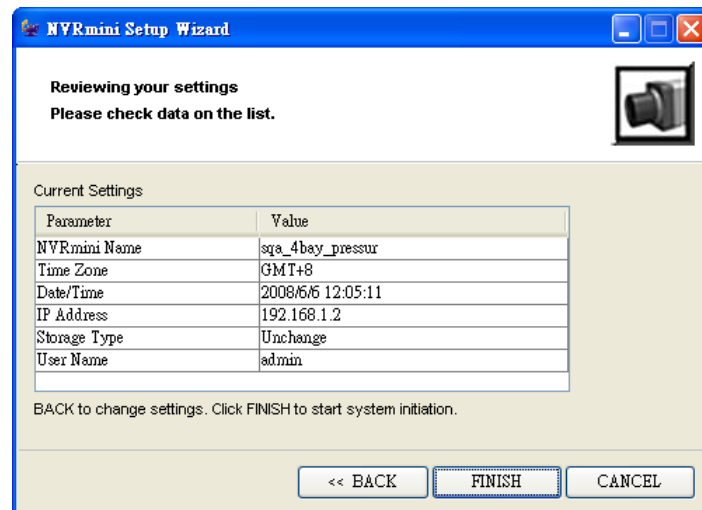 NVRmini Setup Wizard
Reviewing your settings
Please check data on the list.
Current Settings
Parameter Value
NVRmini Name sqa_4bay_pressur
Time Zone GMT+8
Date/Time 2008/6/6 12:05:11
IP Address 192.168.1.2
Storage Type Unchange
User Name admin
BACK to change settings. Click FINISH to start system initiation.
<< BACK FINISH CANCEL